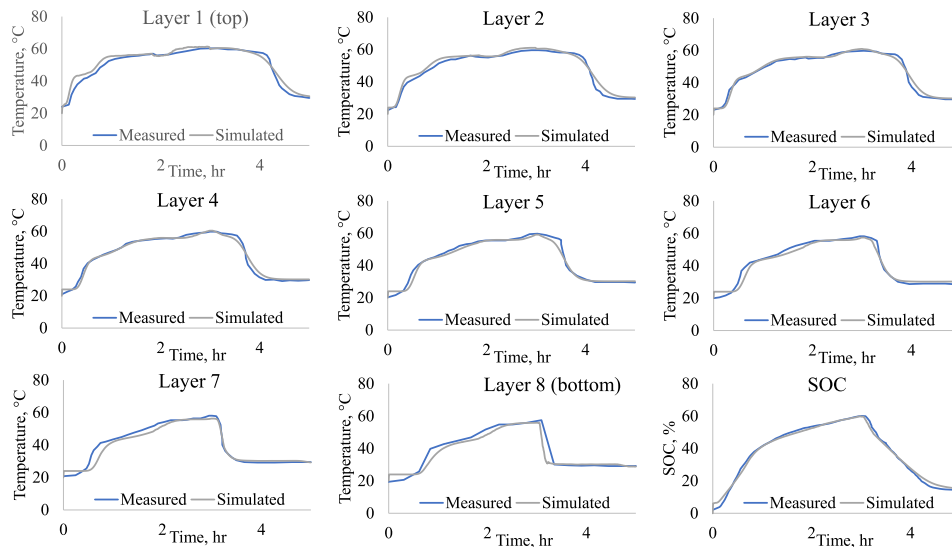 Layer 1 (top)
Temperature, °C
80
60
40
20
0
Measured
Simulated
0
2
4
Time, hr
Layer 2
Temperature, °C
80
60
40
20
0
Measured
Simulated
0
2
4
Time, hr
Layer 3
Temperature, °C
80
60
40
20
0
Measured
Simulated
0
2
4
Time, hr
Layer 4
Temperature, °C
80
60
40
20
0
Measured
Simulated
0
2
4
Time, hr
Layer 5
Temperature, °C
80
60
40
20
0
Measured
Simulated
0
2
4
Time, hr
Layer 6
Temperature, °C
80
60
40
20
0
Measured
Simulated
0
2
4
Time, hr
Layer 7
Temperature, °C
80
60
40
20
0
Measured
Simulated
0
2
4
Time, hr
Layer 8 (bottom)
Temperature, °C
80
60
40
20
0
Measured
Simulated
0
2
4
Time, hr
SOC
SOC, %
80
60
40
20
0
Measured
Simulated
0
2
4
Time, hr